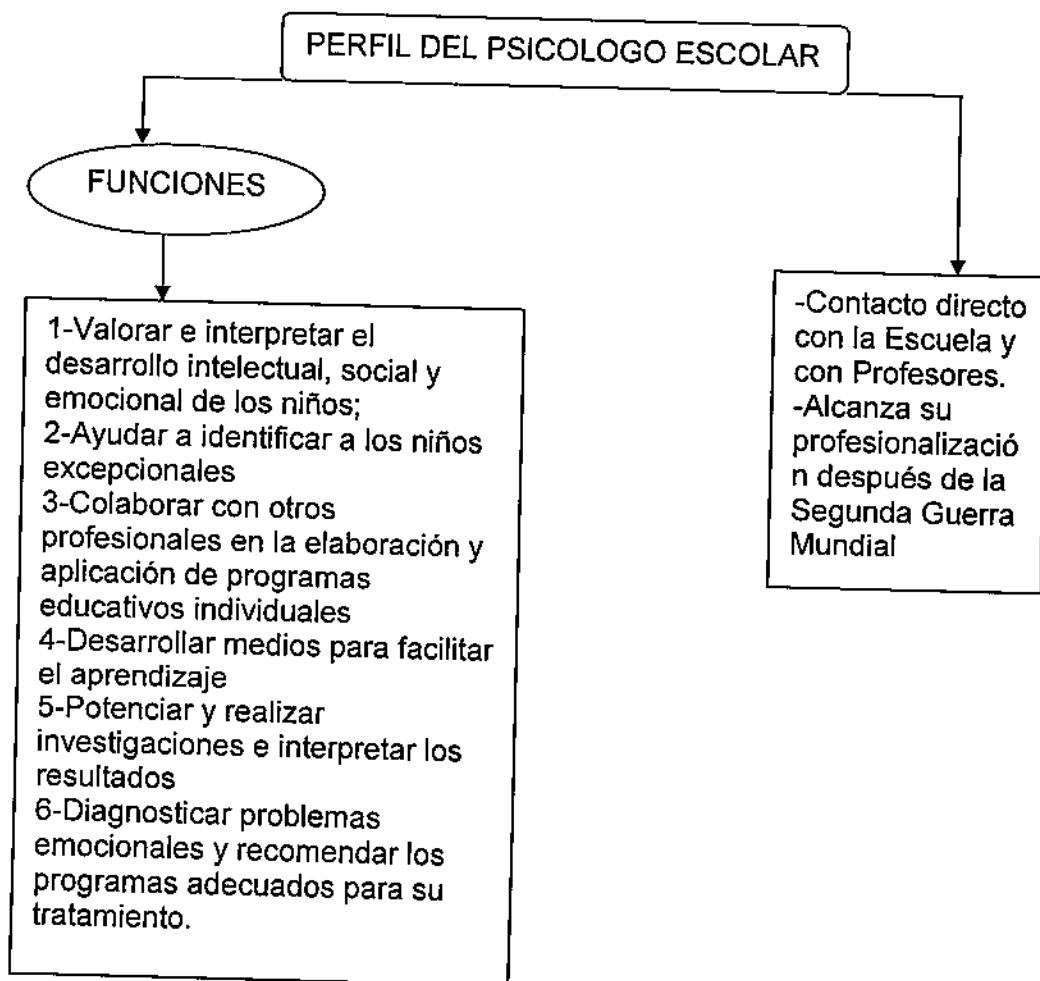 PERFIL DEL PSICOLOGO ESCOLAR
FUNCIONES
1-Valorar e interpretar el
desarrollo intelectual, social y
emocional de los niños;
2-Ayudar a identificar a los niños
excepcionales
3-Colaborar con otros
profesionales en la elaboración y
aplicación de programas
educativos individuales
4-Desarrollar medios para facilitar
el aprendizaje
5-Potenciar y realizar
investigaciones e interpretar los
resultados
6-Diagnosticar problemas
emocionales y recomendar los
programas adecuados para su
tratamiento.
-Contacto directo
con la Escuela y
con Profesores.
-Alcanza su
profesionalizació
n después de la
Segunda Guerra
Mundial